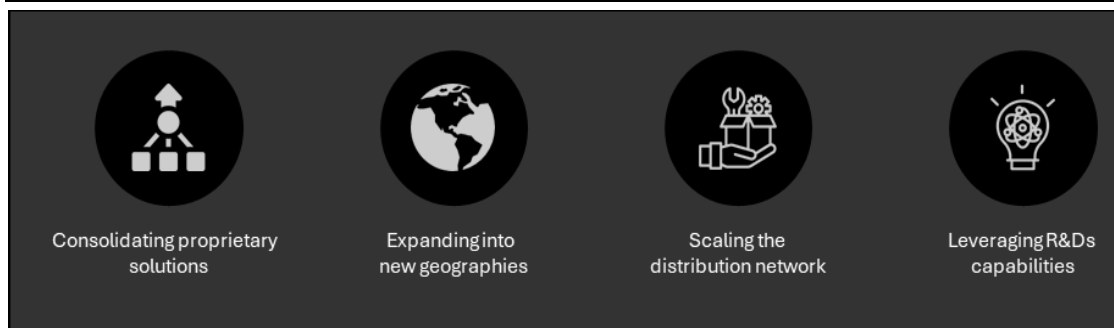 Consolidating proprietary
solutions
Expanding into
new geographies
Scaling the
distribution network
Leveraging R&Ds
capabilities